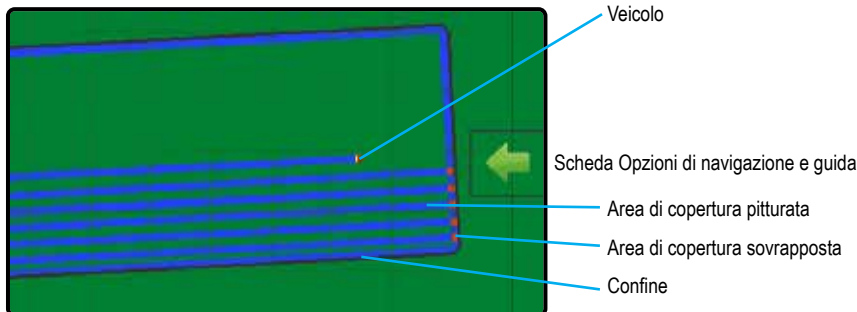 Veicolo
Scheda Opzioni di navigazione e guida
Area di copertura pitturata
Area di copertura sovrapposta
Confine